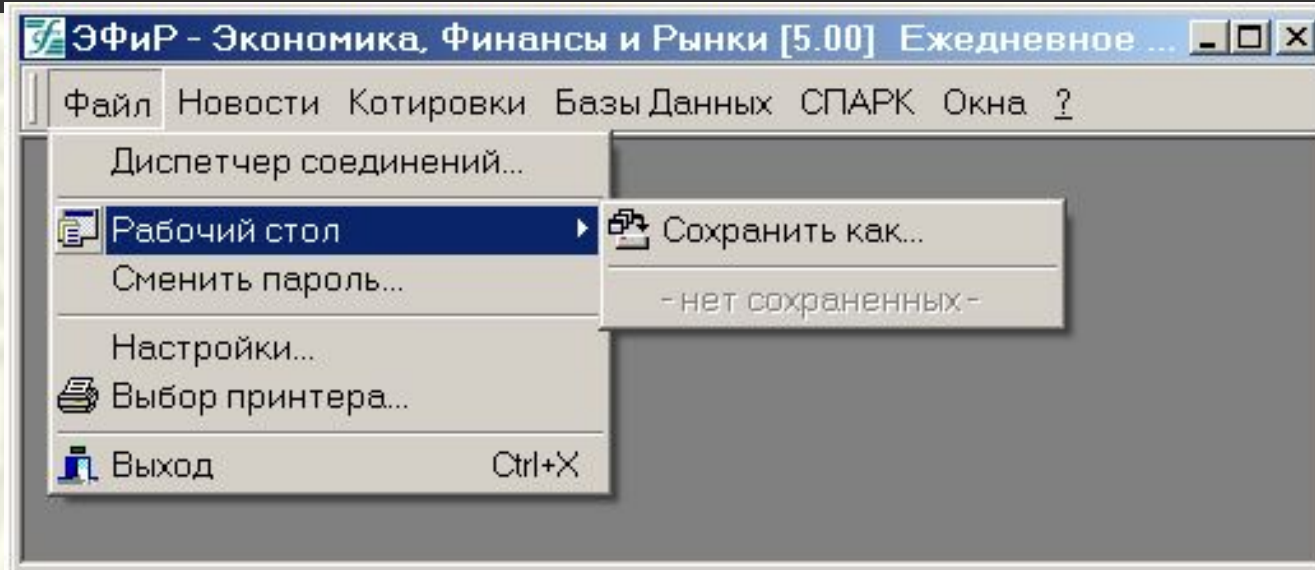 ЭФиР - Экономика, Финансы и Рынки [5.00] Ежедневное ...
Файл Новости Котировки Базы Данных СПАРК Окна ?
Диспетчер соединений...
Рабочий стол
Сохранить как...
Сменить пароль...
- нет сохраненных -
Настройки...
Выбор принтера...
Выход Ctrl+X